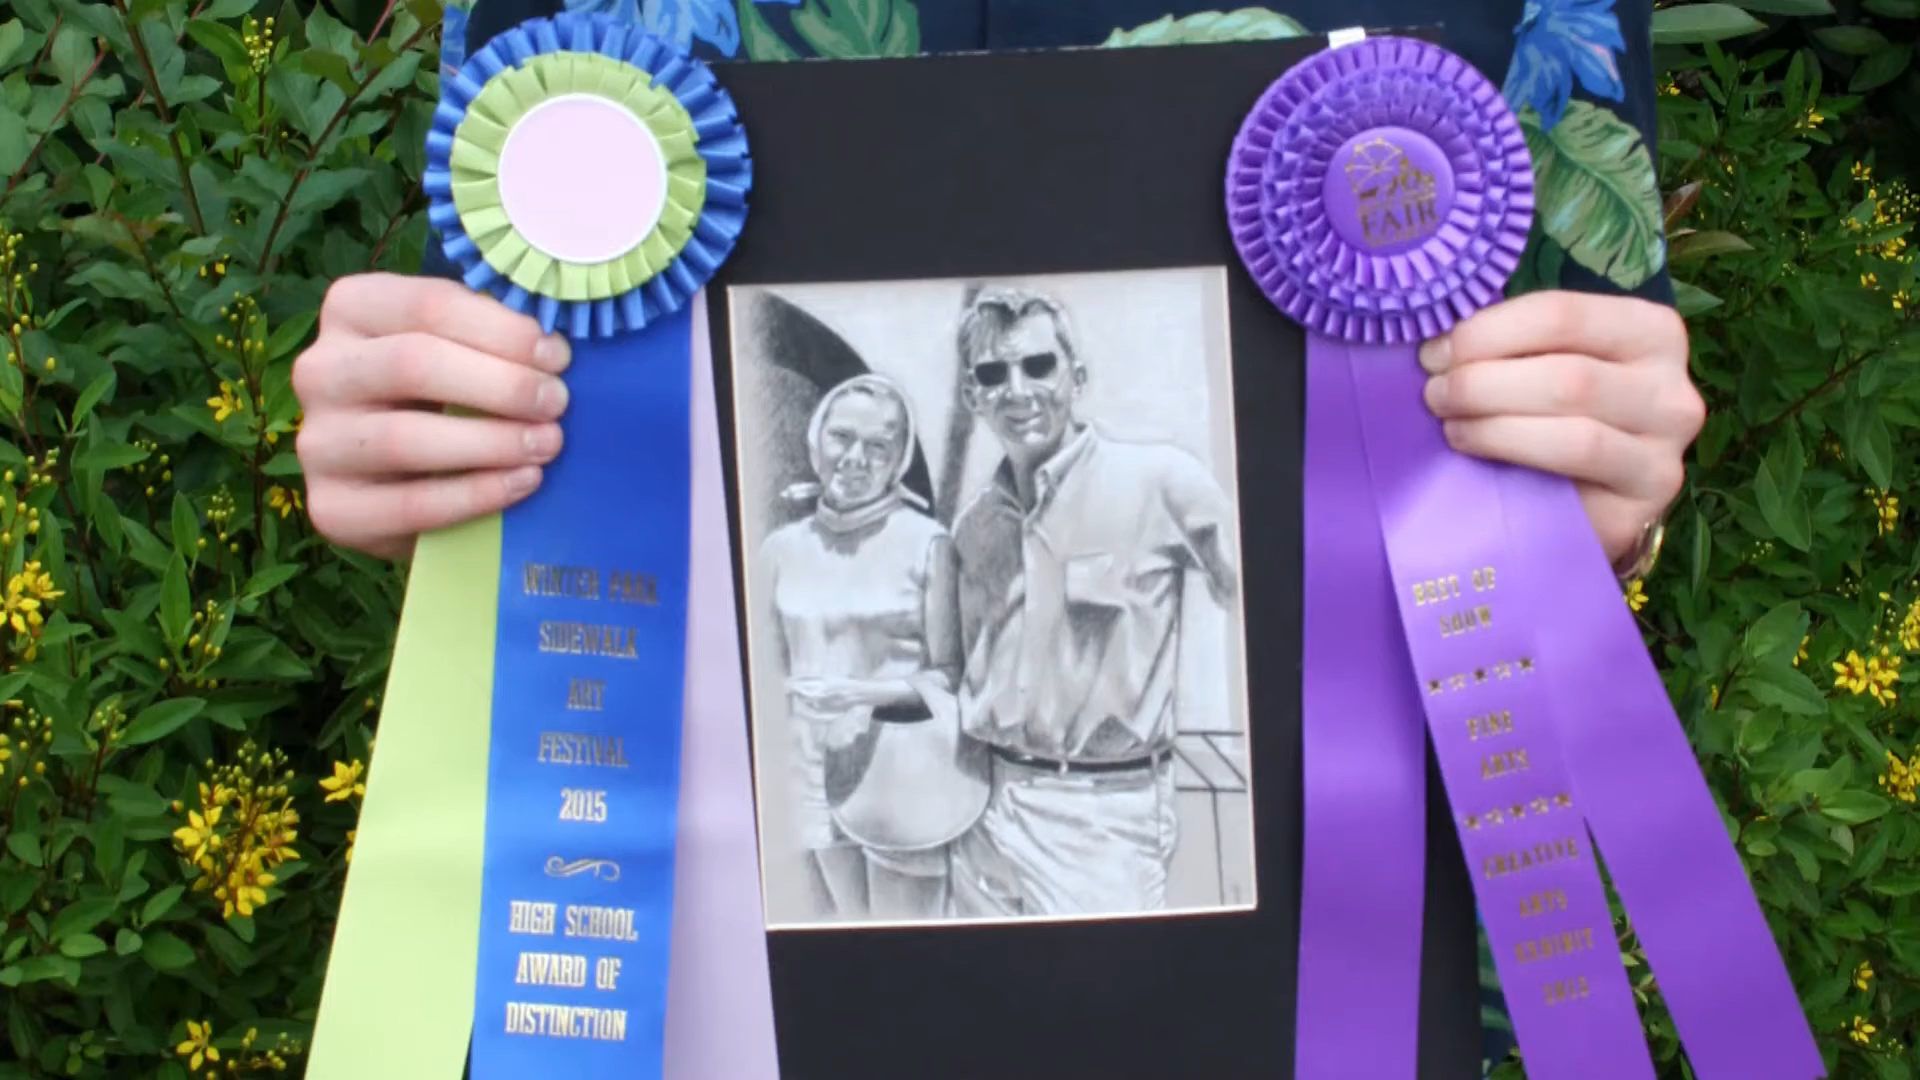 WINTER PARK
SIDEWALK
ART
FESTIVAL
2015
HIGH SCHOOL
AWARD OF
DISTINCTION
FAIR
BEST OF
SHOW
FINE
ARTS
CREATIVE
ARTS
EXHIBIT
2015